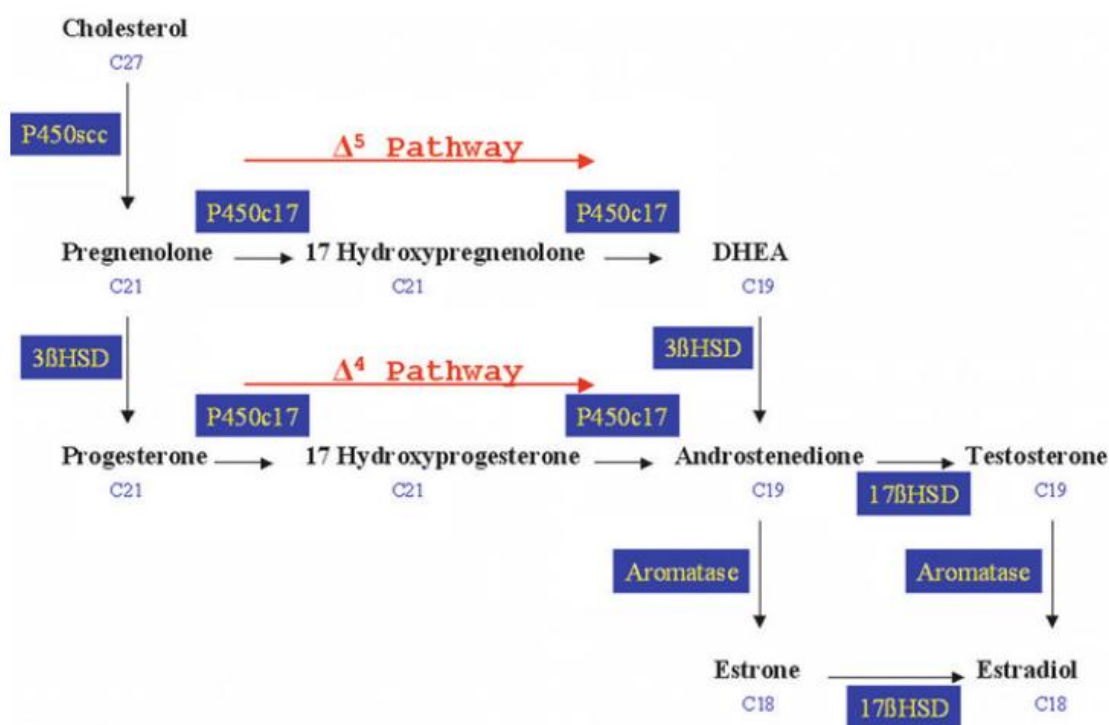 Cholesterol
C27
P450scc
Δ⁵ Pathway
P450c17
P450c17
Pregnenolone
17 Hydroxypregnenolone
DHEA
C21
C21
C19
3ßHSD
3ßHSD
Δ⁴ Pathway
P450c17
P450c17
Progesterone
17 Hydroxyprogesterone
Androstenedione
Testosterone
C21
C21
C19
17ßHSD
C19
Aromatase
Aromatase
Estrone
Estradiol
C18
17ßHSD
C18